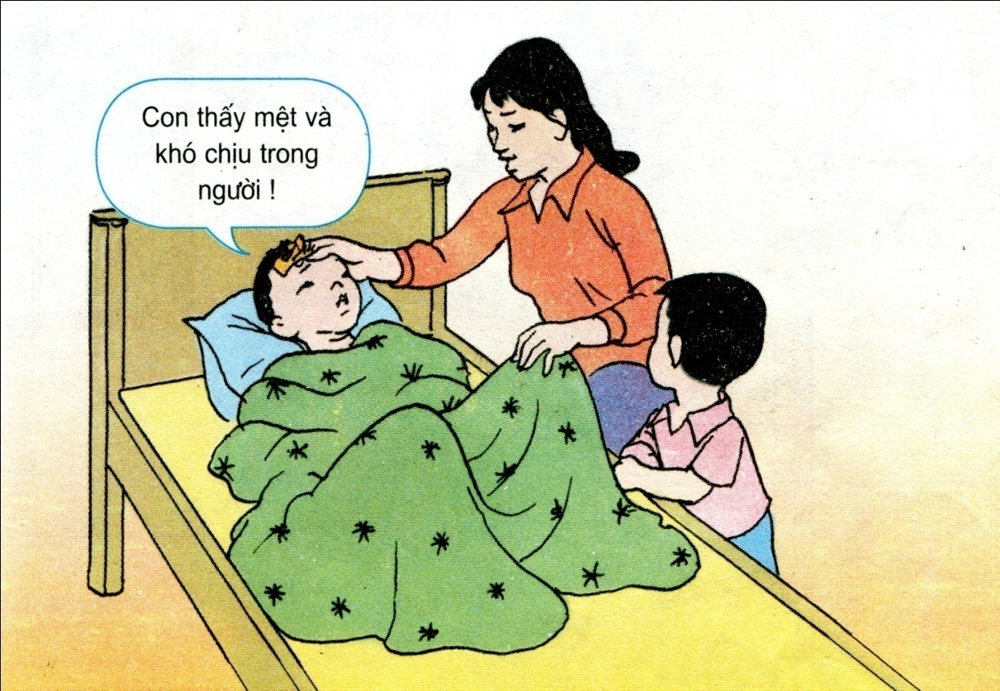 Con thấy mệt và
khó chịu trong
người !